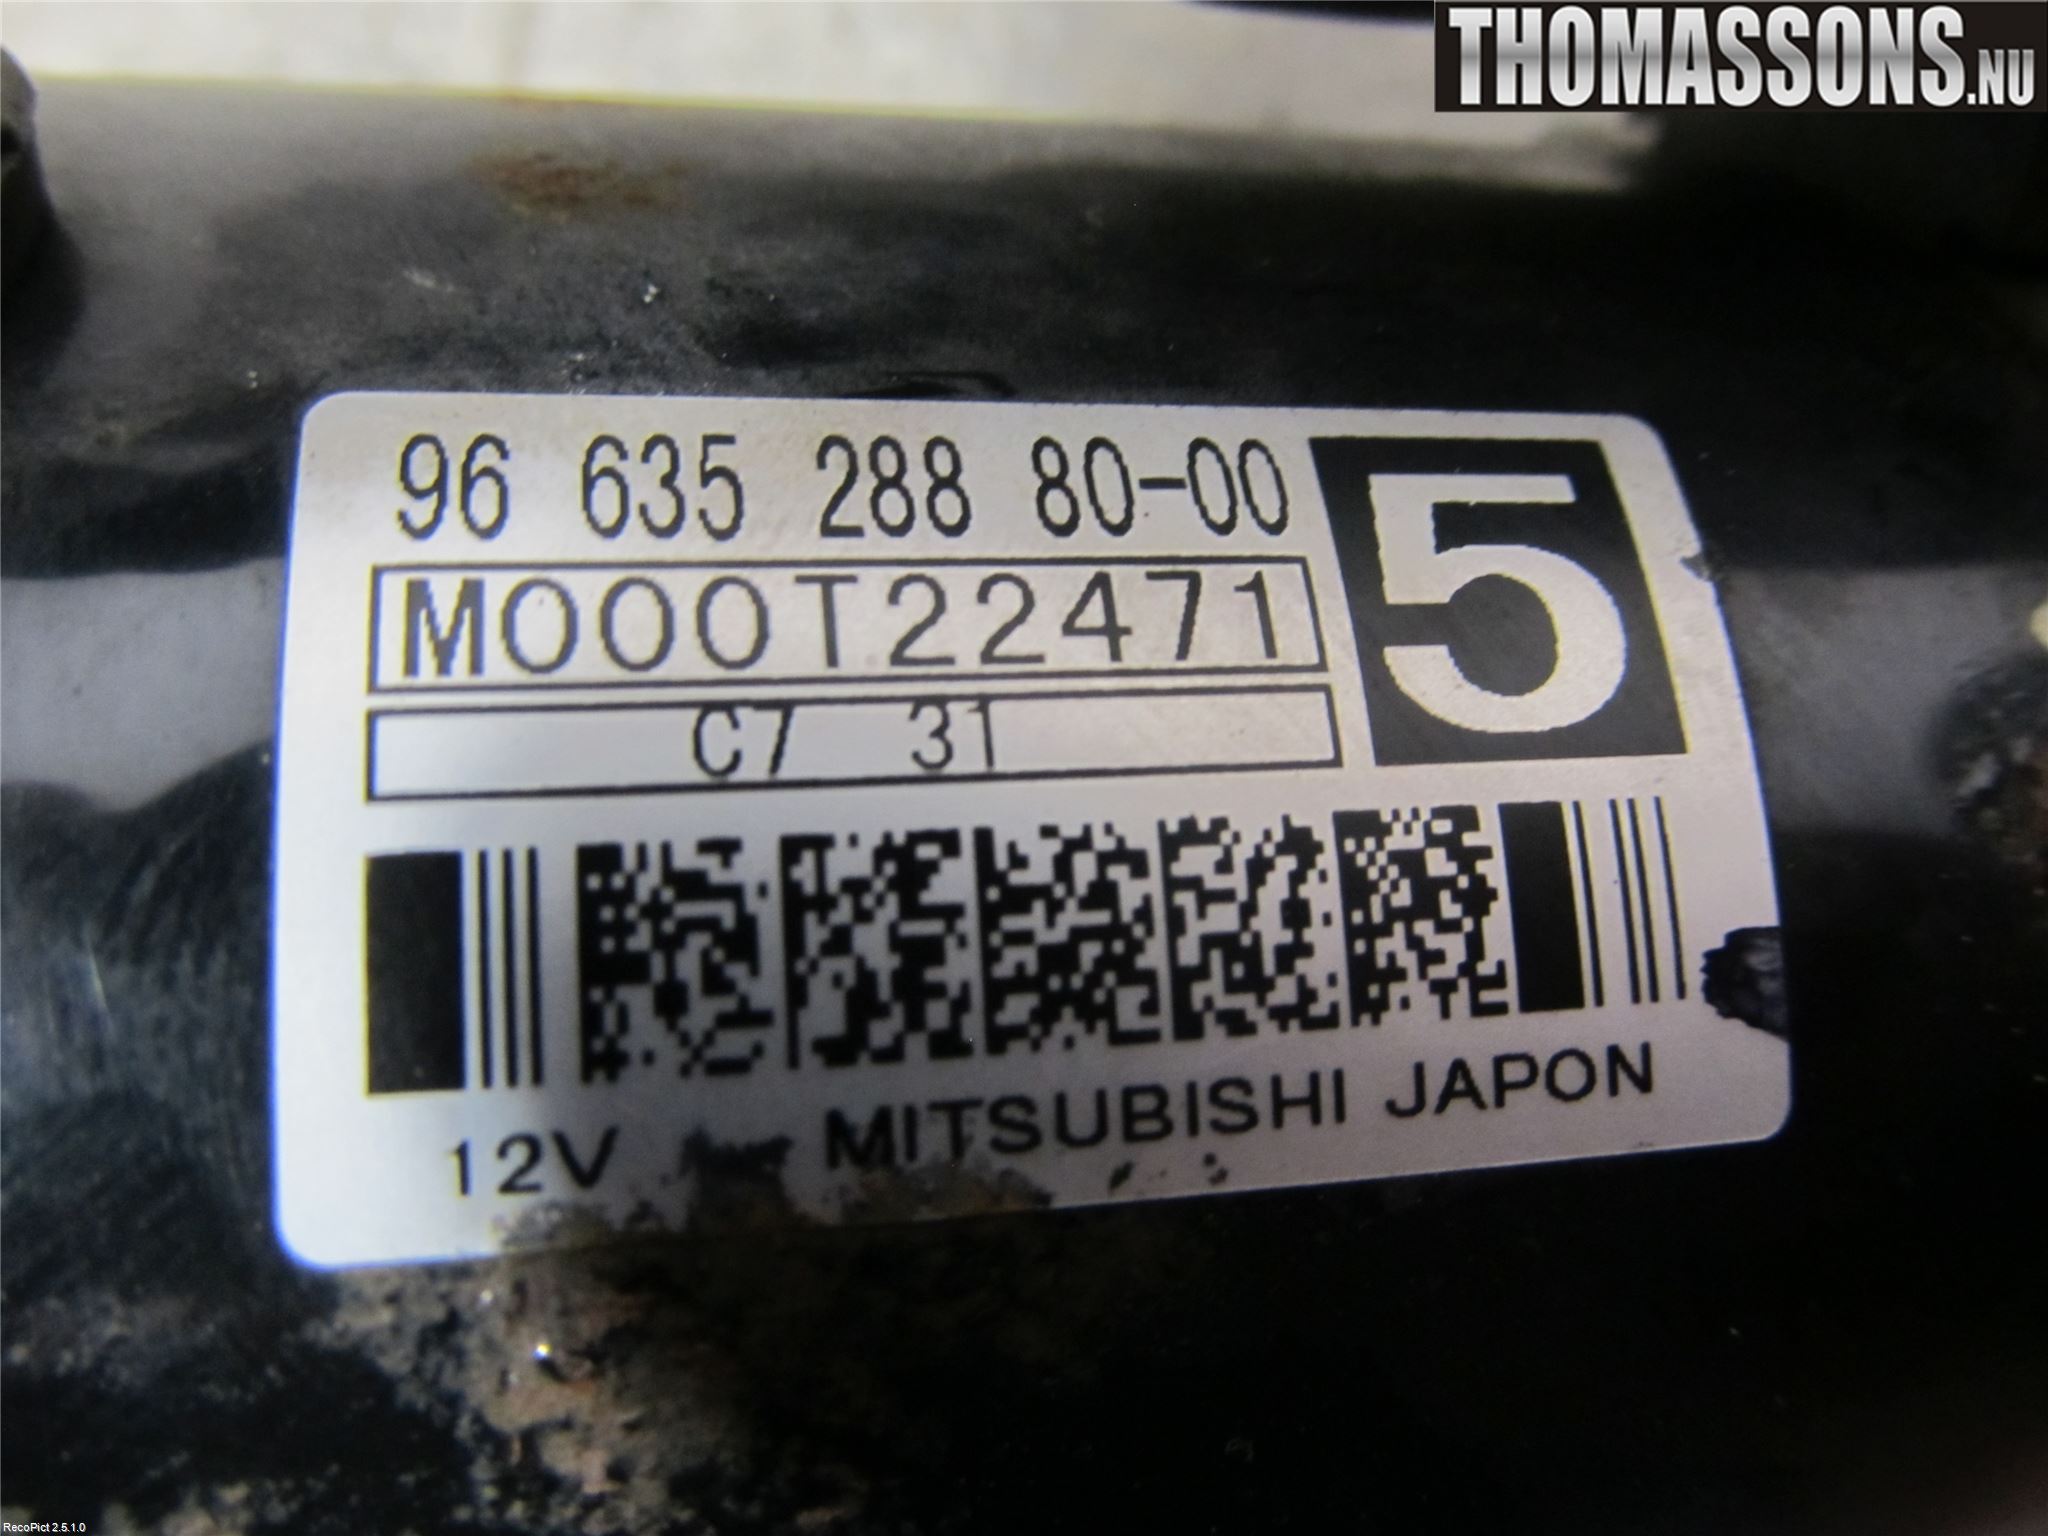 THOMASSONS.NU
96 635 288 80-00
5
M000T22471
C7 31
12V MITSUBISHI JAPON
RecoPict 2.5.1.0